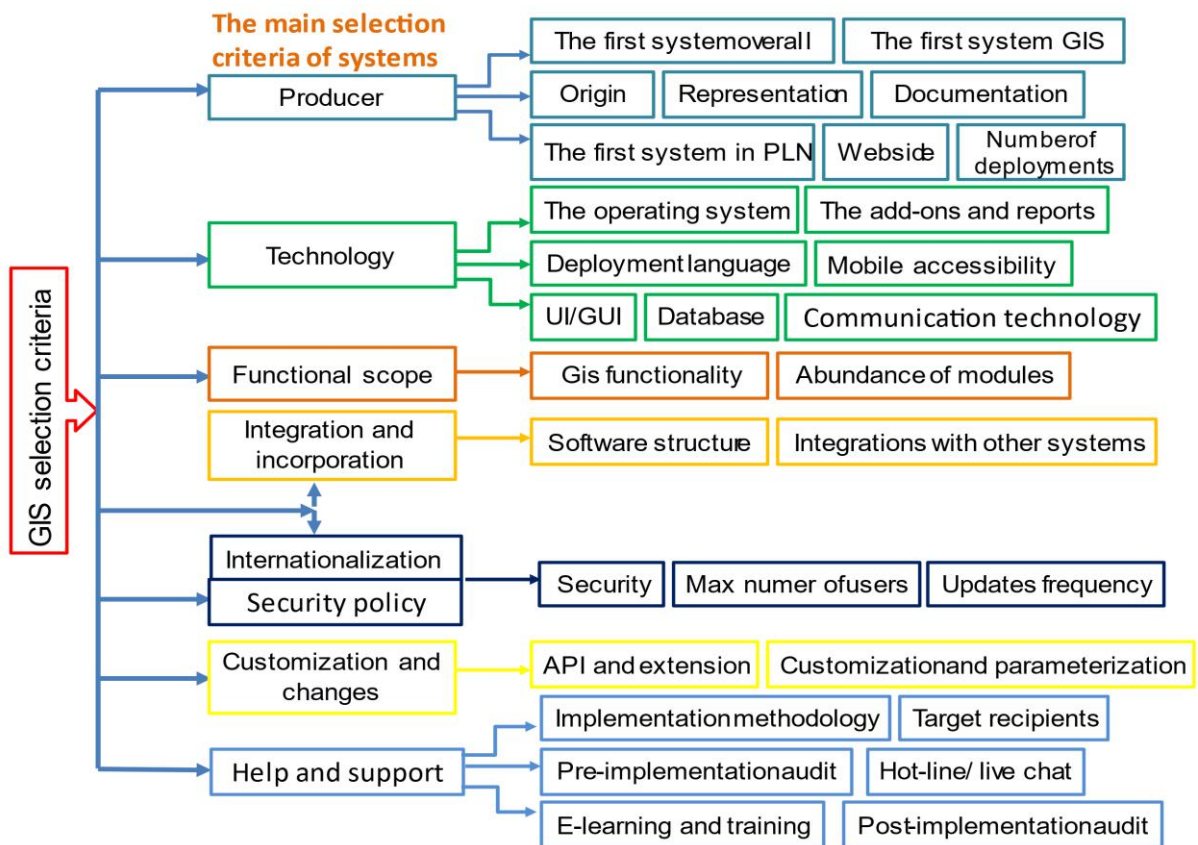 The main selection
criteria of systems
GIS selection criteria
Producer
The first systemoverall
The first system GIS
Origin
Representation
Documentation
The first system in PLN
Webside
Numberof
deployments
Technology
The operating system
The add-ons and reports
Deployment language
Mobile accessibility
UI/GUI
Database
Communication technology
Functional scope
Gis functionality
Abundance of modules
Integration and
incorporation
Software structure
Integrations with other systems
Internationalization
Security policy
Security
Max numer ofusers
Updates frequency
Customization and
changes
API and extension
Customizationand parameterization
Help and support
Implementation methodology
Target recipients
Pre-implementationaudit
Hot-line/ live chat
E-learning and training
Post-implementationaudit